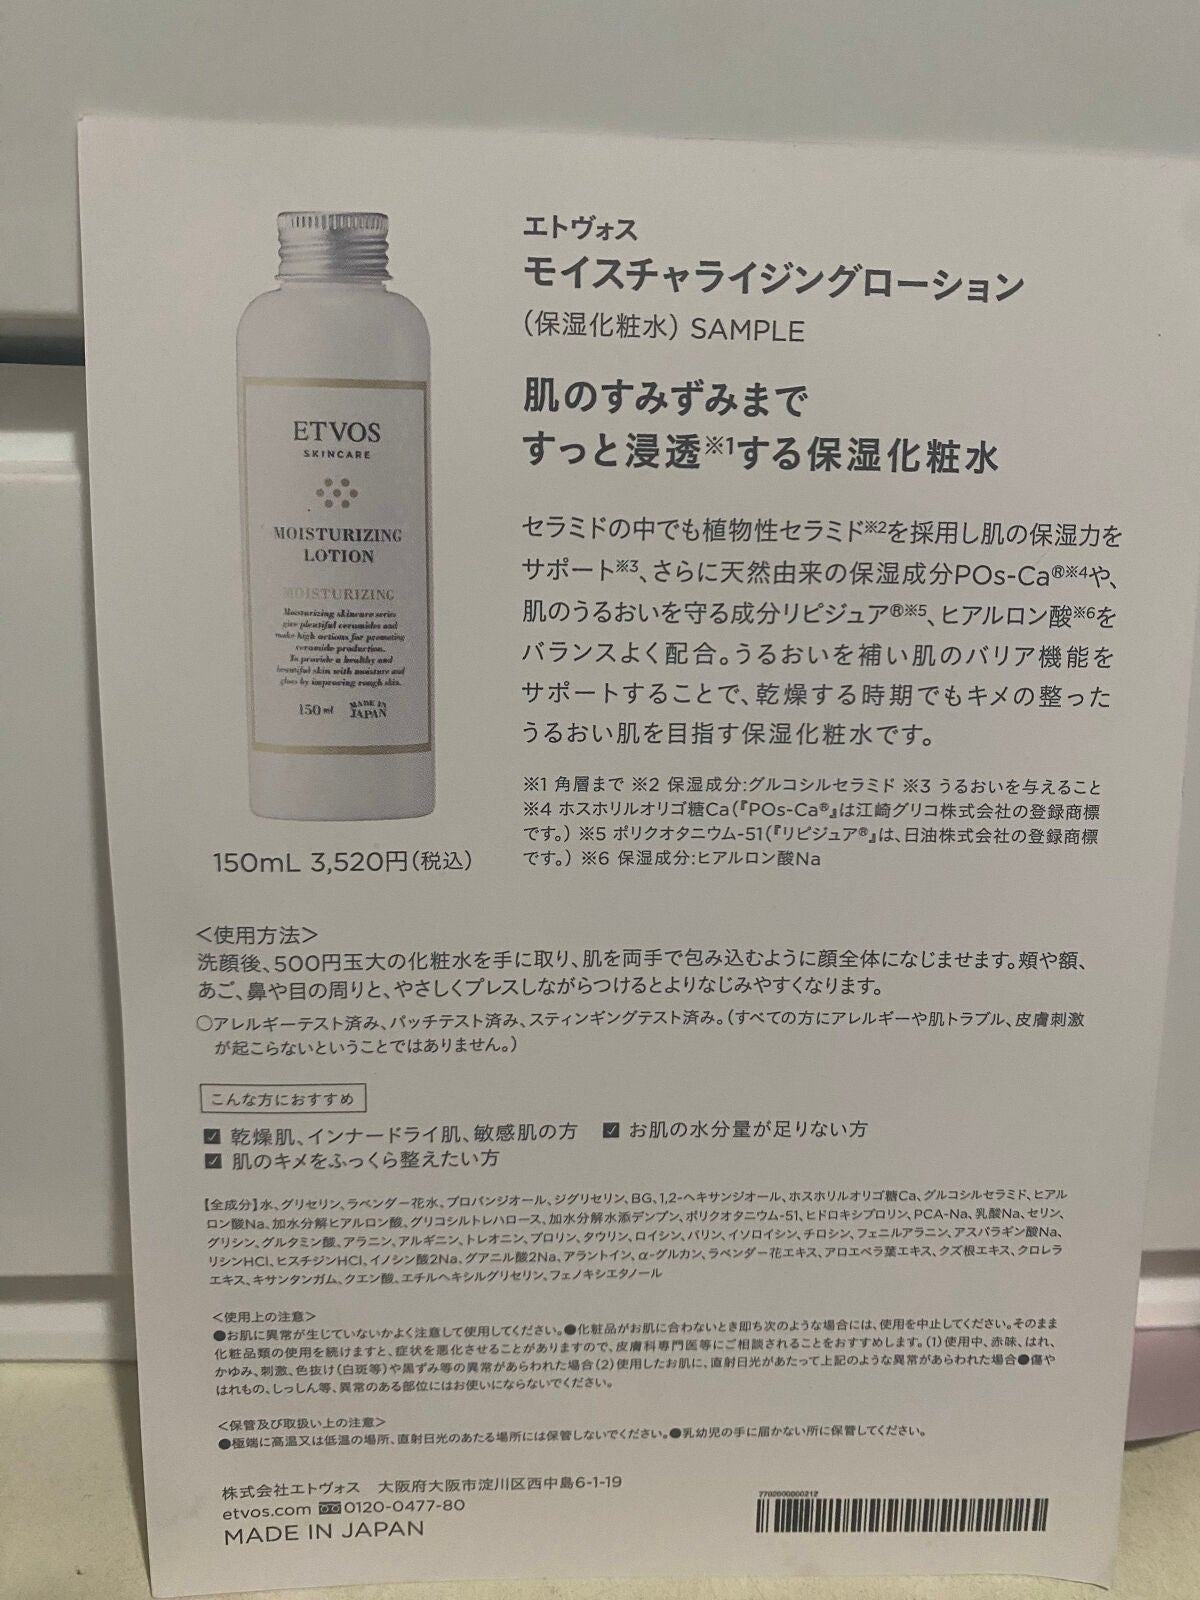 エトヴォス
モイスチャライジングローション
(保湿化粧水) SAMPLE
肌のすみずみまで
すっと浸透※1する保湿化粧水
セラミドの中でも植物性セラミド※2を採用し肌の保湿力を
サポート※3、さらに天然由来の保湿成分POs-Ca®※4や、
肌のうるおいを守る成分リピジュア®※5、ヒアルロン酸※6を
バランスよく配合。うるおいを補い肌のバリア機能を
サポートすることで、乾燥する時期でもキメの整った
うるおい肌を目指す保湿化粧水です。
※1 角層まで ※2 保湿成分:グルコシルセラミド ※3 うるおいを与えること
※4 ホスホリルオリゴ糖Ca(『POs-Ca®』は江崎グリコ株式会社の登録商標
です。) ※5 ポリクオタニウム-51(『リピジュア®』は、日油株式会社の登録商標
です。) ※6 保湿成分:ヒアルロン酸Na
ETVOS
SKINCARE
MOISTURIZING
LOTION
MOISTURIZING
Moisturizing skincare series
give plentiful ceramides and
make high actions for promoting
ceramide production.
To provide a healthy and
beautiful skin with moisture and
gloss by improving rough skin.
150ml MADE IN JAPAN
150mL 3,520円(税込)
<使用方法>
洗顔後、500円玉大の化粧水を手に取り、肌を両手で包み込むように顔全体になじませます。頬や額、
あご、鼻や目の周りと、やさしくプレスしながらつけるとよりなじみやすくなります。
○アレルギーテスト済み、パッチテスト済み、スティンギングテスト済み。(すべての方にアレルギーや肌トラブル、皮膚刺激
が起こらないということではありません。)
こんな方におすすめ
☑ 乾燥肌、インナードライ肌、敏感肌の方 ☑ お肌の水分量が足りない方
☑ 肌のキメをふっくら整えたい方
【全成分】水、グリセリン、ラベンダー花水、プロパンジオール、ジグリセリン、BG、1,2-ヘキサンジオール、ホスホリルオリゴ糖Ca、グルコシルセラミド、ヒアル
ロン酸Na、加水分解ヒアルロン酸、グリコシルトレハロース、加水分解水添デンプン、ポリクオタニウム-51、ヒドロキシプロリン、PCA-Na、乳酸Na、セリン、
グリシン、グルタミン酸、アラニン、アルギニン、トレオニン、プロリン、タウリン、ロイシン、バリン、イソロイシン、チロシン、フェニルアラニン、アスパラギン酸Na、
リシンHCl、ヒスチジンHCl、イノシン酸2Na、グアニル酸2Na、アラントイン、α-グルカン、ラベンダー花エキス、アロエベラ葉エキス、クズ根エキス、クロレラ
エキス、キサンタンガム、クエン酸、エチルヘキシルグリセリン、フェノキシエタノール
<使用上の注意>
●お肌に異常が生じていないかよく注意して使用してください。●化粧品がお肌に合わないとき即ち次のような場合には、使用を中止してください。そのまま
化粧品類の使用を続けますと、症状を悪化させることがありますので、皮膚科専門医等にご相談されることをおすすめします。(1)使用中、赤味、はれ、
かゆみ、刺激、色抜け(白斑等)や黒ずみ等の異常があらわれた場合(2)使用したお肌に、直射日光があたって上記のような異常があらわれた場合●傷や
はれもの、しっしん等、異常のある部位にはお使いにならないでください。
<保管及び取扱い上の注意>
●極端に高温又は低温の場所、直射日光のあたる場所には保管しないでください。●乳幼児の手に届かない所に保管してください。
株式会社エトヴォス 大阪府大阪市淀川区西中島6-1-19
etvos.com 0120-0477-80
MADE IN JAPAN
7702000000212